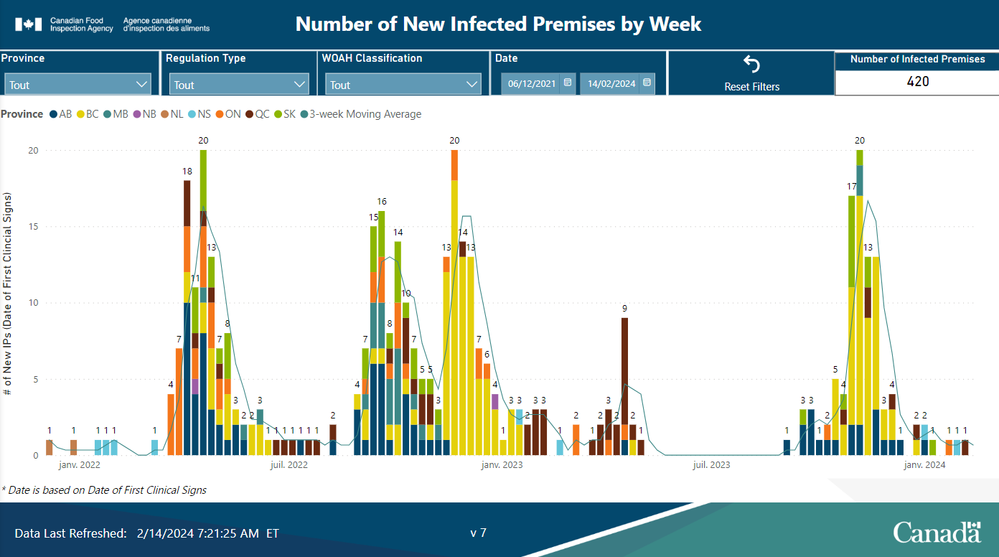 Canadian Food
Inspection Agency
Agence canadienne
d'inspection des aliments
Number of New Infected Premises by Week
Province
Tout
Regulation Type
Tout
WOAH Classification
Tout
Date
06/12/2021
14/02/2024
Reset Filters
Number of Infected Premises
420
Province AB BC MB NB NL NS ON QC SK 3-week Moving Average
# of New IPs (Date of First Clincial Signs)
20
15
10
5
0
1 1 1 1 1 1 4 7 18 11 20 13 7 8 3 2 2 3 1 1 1 1 1 1 1 2 4 7 15 16 8 14 10 7 5 5 3 13 20 14 13 7 6 4 1 3 3 2 3 3 1 2 1 2 3 2 9 2 1 1 3 3 1 2 5 4 17 20 13 3 4 1 2 2 1 1 1 1
janv. 2022 juil. 2022 janv. 2023 juil. 2023 janv. 2024
* Date is based on Date of First Clinical Signs
Data Last Refreshed: 2/14/2024 7:21:25 AM ET
v 7
Canada